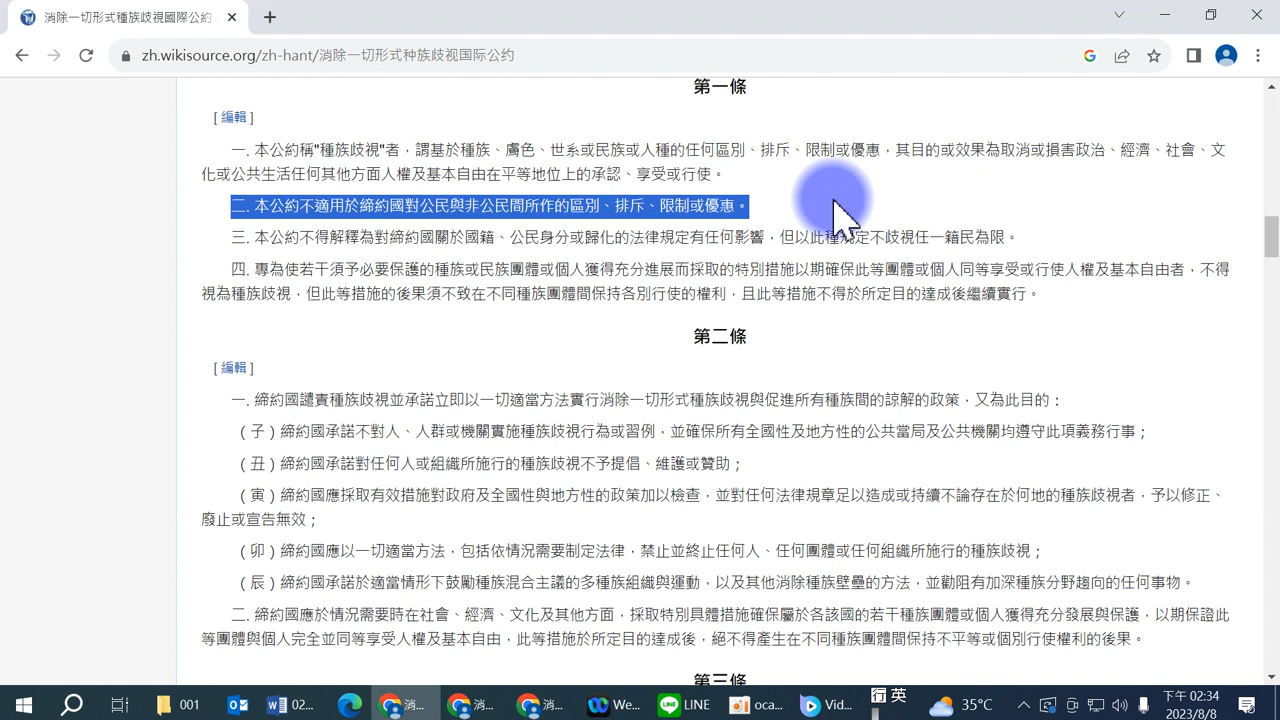 消除一切形式種族歧視國際公約
zh.wikisource.org/zh-hant/消除一切形式种族歧视国际公约
第一條
[ 編輯 ]
一. 本公約稱"種族歧視"者，謂基於種族、膚色、世系或民族或人種的任何區別、排斥、限制或優惠，其目的或效果為取消或損害政治、經濟、社會、文
化或公共生活任何其他方面人權及基本自由在平等地位上的承認、享受或行使。
二. 本公約不適用於締約國對公民與非公民間所作的區別、排斥、限制或優惠。
三. 本公約不得解釋為對締約國關於國籍、公民身分或歸化的法律規定有任何影響，但以此種規定不歧視任一籍民為限。
四. 專為使若干須予必要保護的種族或民族團體或個人獲得充分進展而採取的特別措施以期確保此等團體或個人同等享受或行使人權及基本自由者，不得
視為種族歧視，但此等措施的後果須不致在不同種族團體間保持各別行使的權利，且此等措施不得於所定目的達成後繼續實行。
第二條
[ 編輯 ]
一. 締約國譴責種族歧視並承諾立即以一切適當方法實行消除一切形式種族歧視與促進所有種族間的諒解的政策，又為此目的：
（子）締約國承諾不對人、人群或機關實施種族歧視行為或習例，並確保所有全國性及地方性的公共當局及公共機關均遵守此項義務行事；
（丑）締約國承諾對任何人或組織所施行的種族歧視不予提倡、維護或贊助；
（寅）締約國應採取有效措施對政府及全國性與地方性的政策加以檢查，並對任何法律規章足以造成或持續不論存在於何地的種族歧視者，予以修正、
廢止或宣告無效；
（卯）締約國應以一切適當方法，包括依情況需要制定法律，禁止並終止任何人、任何團體或任何組織所施行的種族歧視；
（辰）締約國承諾於適當情形下鼓勵種族混合主議的多種族組織與運動，以及其他消除種族壁壘的方法，並勸阻有加深種族分野趨向的任何事物。
二. 締約國應於情況需要時在社會、經濟、文化及其他方面，採取特別具體措施確保屬於各該國的若干種族團體或個人獲得充分發展與保護，以期保證此
等團體與個人完全並同等享受人權及基本自由，此等措施於所定目的達成後，絕不得產生在不同種族團體間保持不平等或個別行使權利的後果。
第三條
001 02... 消... 消... 消... We... LINE oca... Vid... 行 英 35°C 下午 02:34
2023/8/8